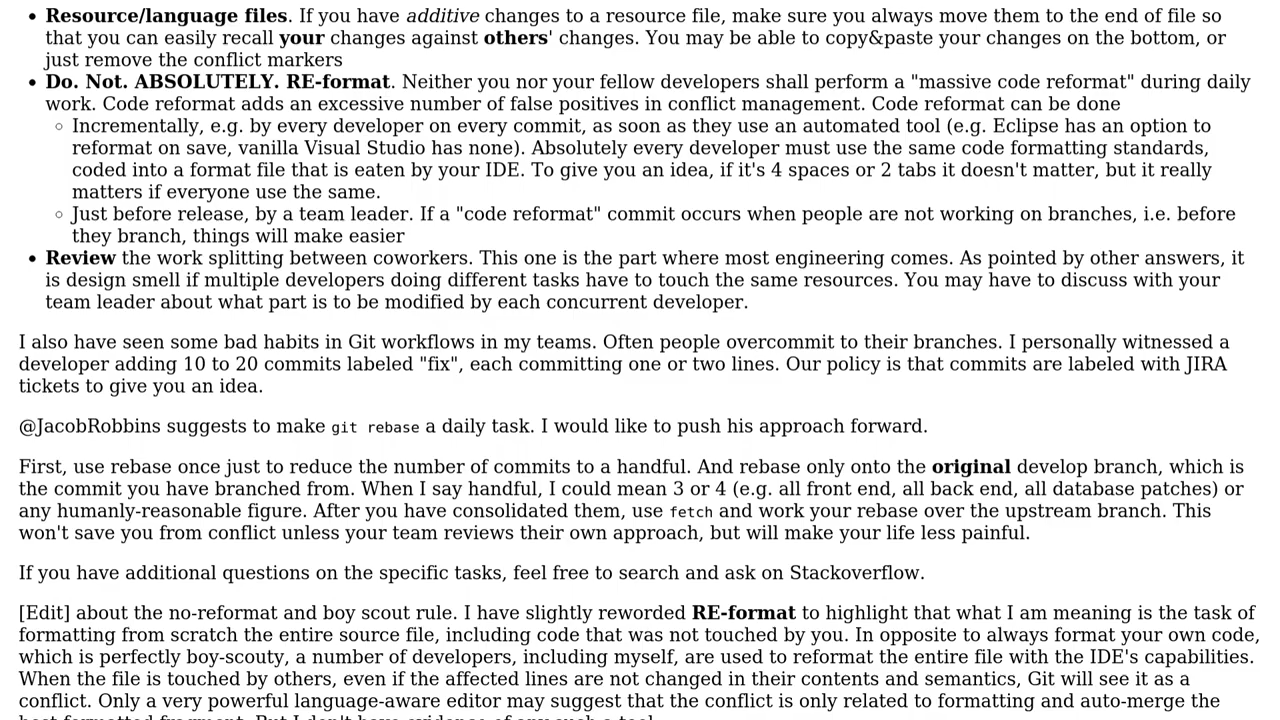 • Resource/language files. If you have additive changes to a resource file, make sure you always move them to the end of file so
that you can easily recall your changes against others' changes. You may be able to copy&paste your changes on the bottom, or
just remove the conflict markers
• Do. Not. ABSOLUTELY. RE-format. Neither you nor your fellow developers shall perform a "massive code reformat" during daily
work. Code reformat adds an excessive number of false positives in conflict management. Code reformat can be done
◦ Incrementally, e.g. by every developer on every commit, as soon as they use an automated tool (e.g. Eclipse has an option to
reformat on save, vanilla Visual Studio has none). Absolutely every developer must use the same code formatting standards,
coded into a format file that is eaten by your IDE. To give you an idea, if it's 4 spaces or 2 tabs it doesn't matter, but it really
matters if everyone use the same.
◦ Just before release, by a team leader. If a "code reformat" commit occurs when people are not working on branches, i.e. before
they branch, things will make easier
• Review the work splitting between coworkers. This one is the part where most engineering comes. As pointed by other answers, it
is design smell if multiple developers doing different tasks have to touch the same resources. You may have to discuss with your
team leader about what part is to be modified by each concurrent developer.
I also have seen some bad habits in Git workflows in my teams. Often people overcommit to their branches. I personally witnessed a
developer adding 10 to 20 commits labeled "fix", each committing one or two lines. Our policy is that commits are labeled with JIRA
tickets to give you an idea.
@JacobRobbins suggests to make git rebase a daily task. I would like to push his approach forward.
First, use rebase once just to reduce the number of commits to a handful. And rebase only onto the original develop branch, which is
the commit you have branched from. When I say handful, I could mean 3 or 4 (e.g. all front end, all back end, all database patches) or
any humanly-reasonable figure. After you have consolidated them, use fetch and work your rebase over the upstream branch. This
won't save you from conflict unless your team reviews their own approach, but will make your life less painful.
If you have additional questions on the specific tasks, feel free to search and ask on Stackoverflow.
[Edit] about the no-reformat and boy scout rule. I have slightly reworded RE-format to highlight that what I am meaning is the task of
formatting from scratch the entire source file, including code that was not touched by you. In opposite to always format your own code,
which is perfectly boy-scouty, a number of developers, including myself, are used to reformat the entire file with the IDE's capabilities.
When the file is touched by others, even if the affected lines are not changed in their contents and semantics, Git will see it as a
conflict. Only a very powerful language-aware editor may suggest that the conflict is only related to formatting and auto-merge the
best formatted fragment. But I don't have evidence of any such a tool.